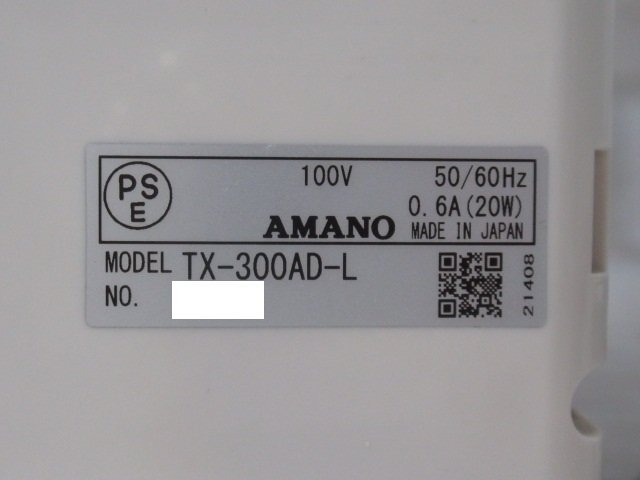 PS
E
100V 50/60Hz
0.6A(20W)
AMANO MADE IN JAPAN
MODEL TX-300AD-L
NO.
21408